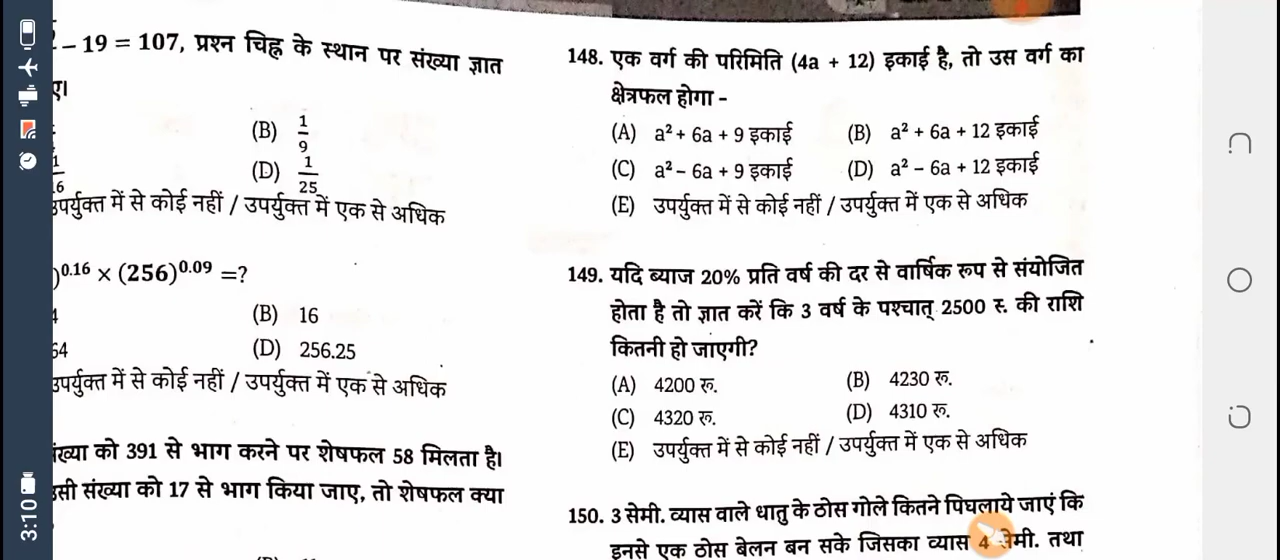 - 19 = 107, प्रश्न चिह्न के स्थान पर संख्या ज्ञात
ए।
(B) 1/9
(D) 1/25
उपर्युक्त में से कोई नहीं / उपर्युक्त में एक से अधिक
)^0.16 × (256)^0.09 =?
(B) 16
64
(D) 256.25
उपर्युक्त में से कोई नहीं / उपर्युक्त में एक से अधिक
संख्या को 391 से भाग करने पर शेषफल 58 मिलता है।
उसी संख्या को 17 से भाग किया जाए, तो शेषफल क्या
148. एक वर्ग की परिमिति (4a + 12) इकाई है, तो उस वर्ग का
क्षेत्रफल होगा -
(A) a² + 6a + 9 इकाई (B) a² + 6a + 12 इकाई
(C) a² – 6a + 9 इकाई (D) a² – 6a + 12 इकाई
(E) उपर्युक्त में से कोई नहीं / उपर्युक्त में एक से अधिक
149. यदि ब्याज 20% प्रति वर्ष की दर से वार्षिक रूप से संयोजित
होता है तो ज्ञात करें कि 3 वर्ष के पश्चात् 2500 रु. की राशि
कितनी हो जाएगी?
(A) 4200 रू. (B) 4230 रू.
(C) 4320 रू. (D) 4310 रू.
(E) उपर्युक्त में से कोई नहीं / उपर्युक्त में एक से अधिक
150. 3 सेमी. व्यास वाले धातु के ठोस गोले कितने पिघलाये जाएं कि
इनसे एक ठोस बेलन बन सके जिसका व्यास 4 सेमी. तथा
3:10